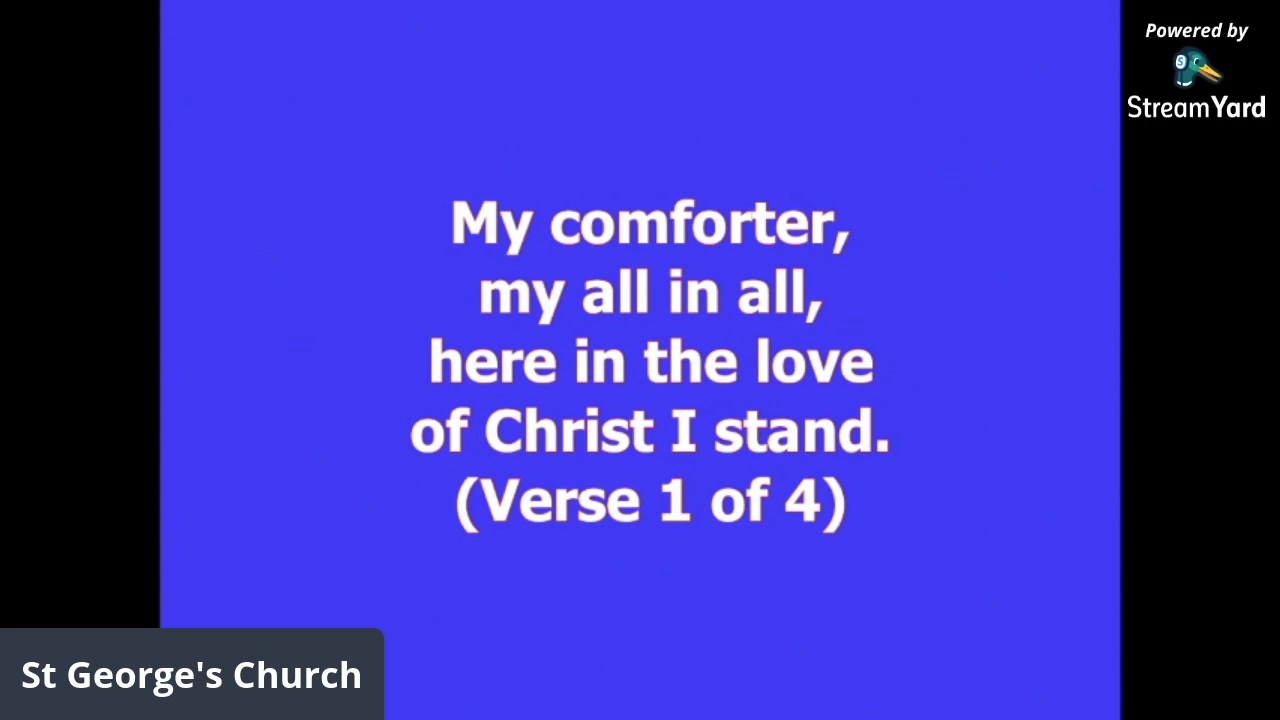 Powered by
StreamYard
My comforter,
my all in all,
here in the love
of Christ I stand.
(Verse 1 of 4)
St George's Church